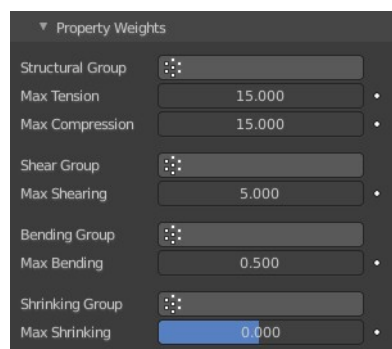 Property Weights
Structural Group
Max Tension 15.000
Max Compression 15.000
Shear Group
Max Shearing 5.000
Bending Group
Max Bending 0.500
Shrinking Group
Max Shrinking 0.000